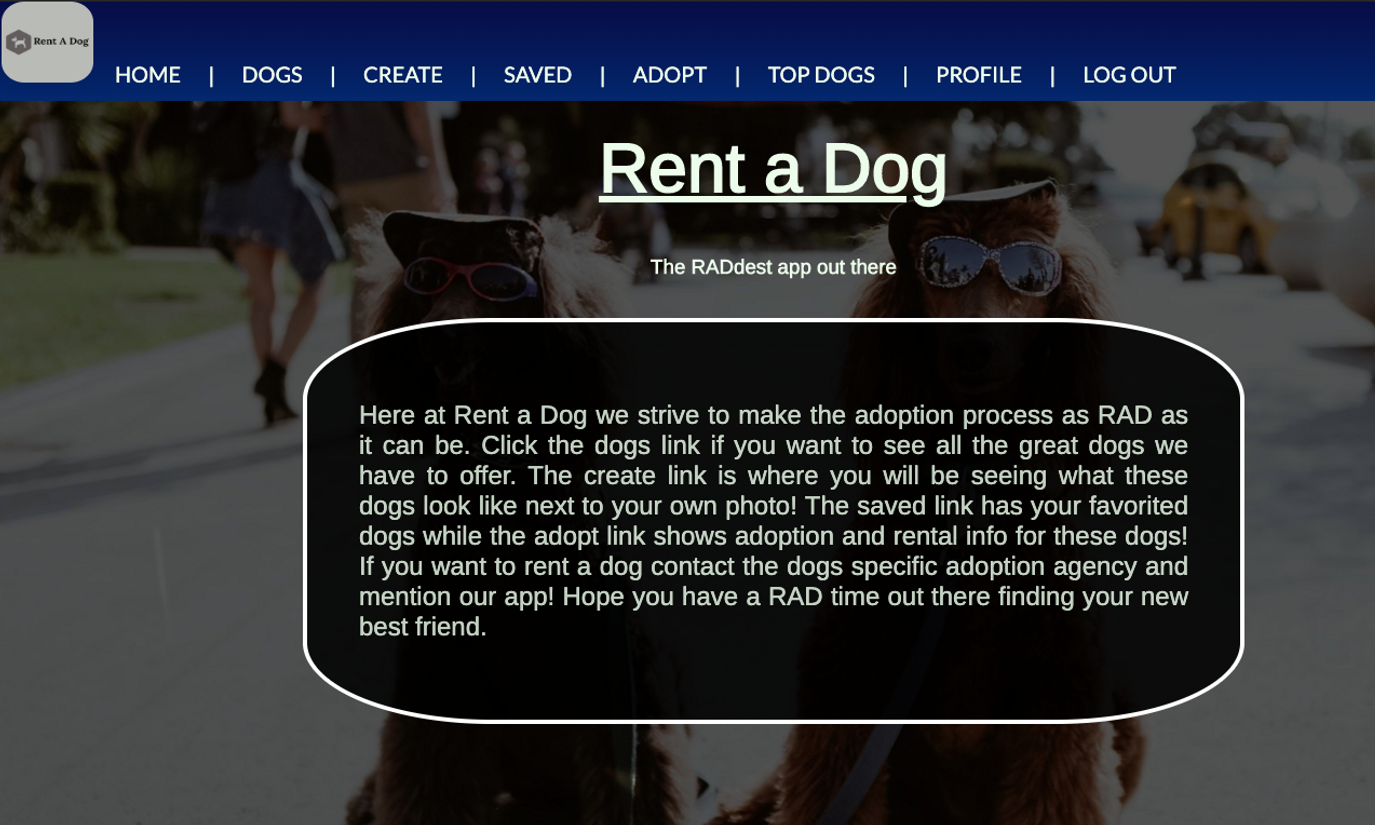 Rent A Dog
HOME | DOGS | CREATE | SAVED | ADOPT | TOP DOGS | PROFILE | LOG OUT
Rent a Dog
The RADdest app out there
Here at Rent a Dog we strive to make the adoption process as RAD as
it can be. Click the dogs link if you want to see all the great dogs we
have to offer. The create link is where you will be seeing what these
dogs look like next to your own photo! The saved link has your favorited
dogs while the adopt link shows adoption and rental info for these dogs!
If you want to rent a dog contact the dogs specific adoption agency and
mention our app! Hope you have a RAD time out there finding your new
best friend.